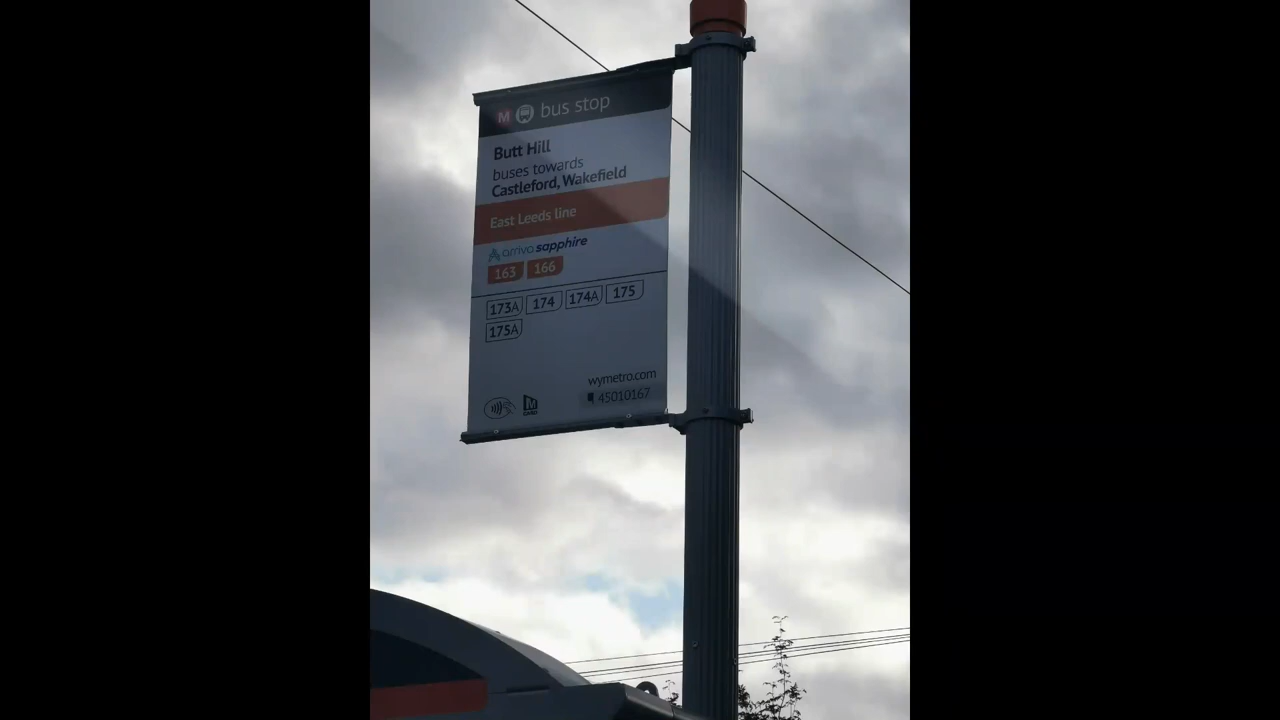 M bus stop
Butt Hill
buses towards
Castleford, Wakefield
East Leeds line
arriva sapphire
163 166
173A 174 174A 175
175A
wymetro.com
45010167
M
CARD